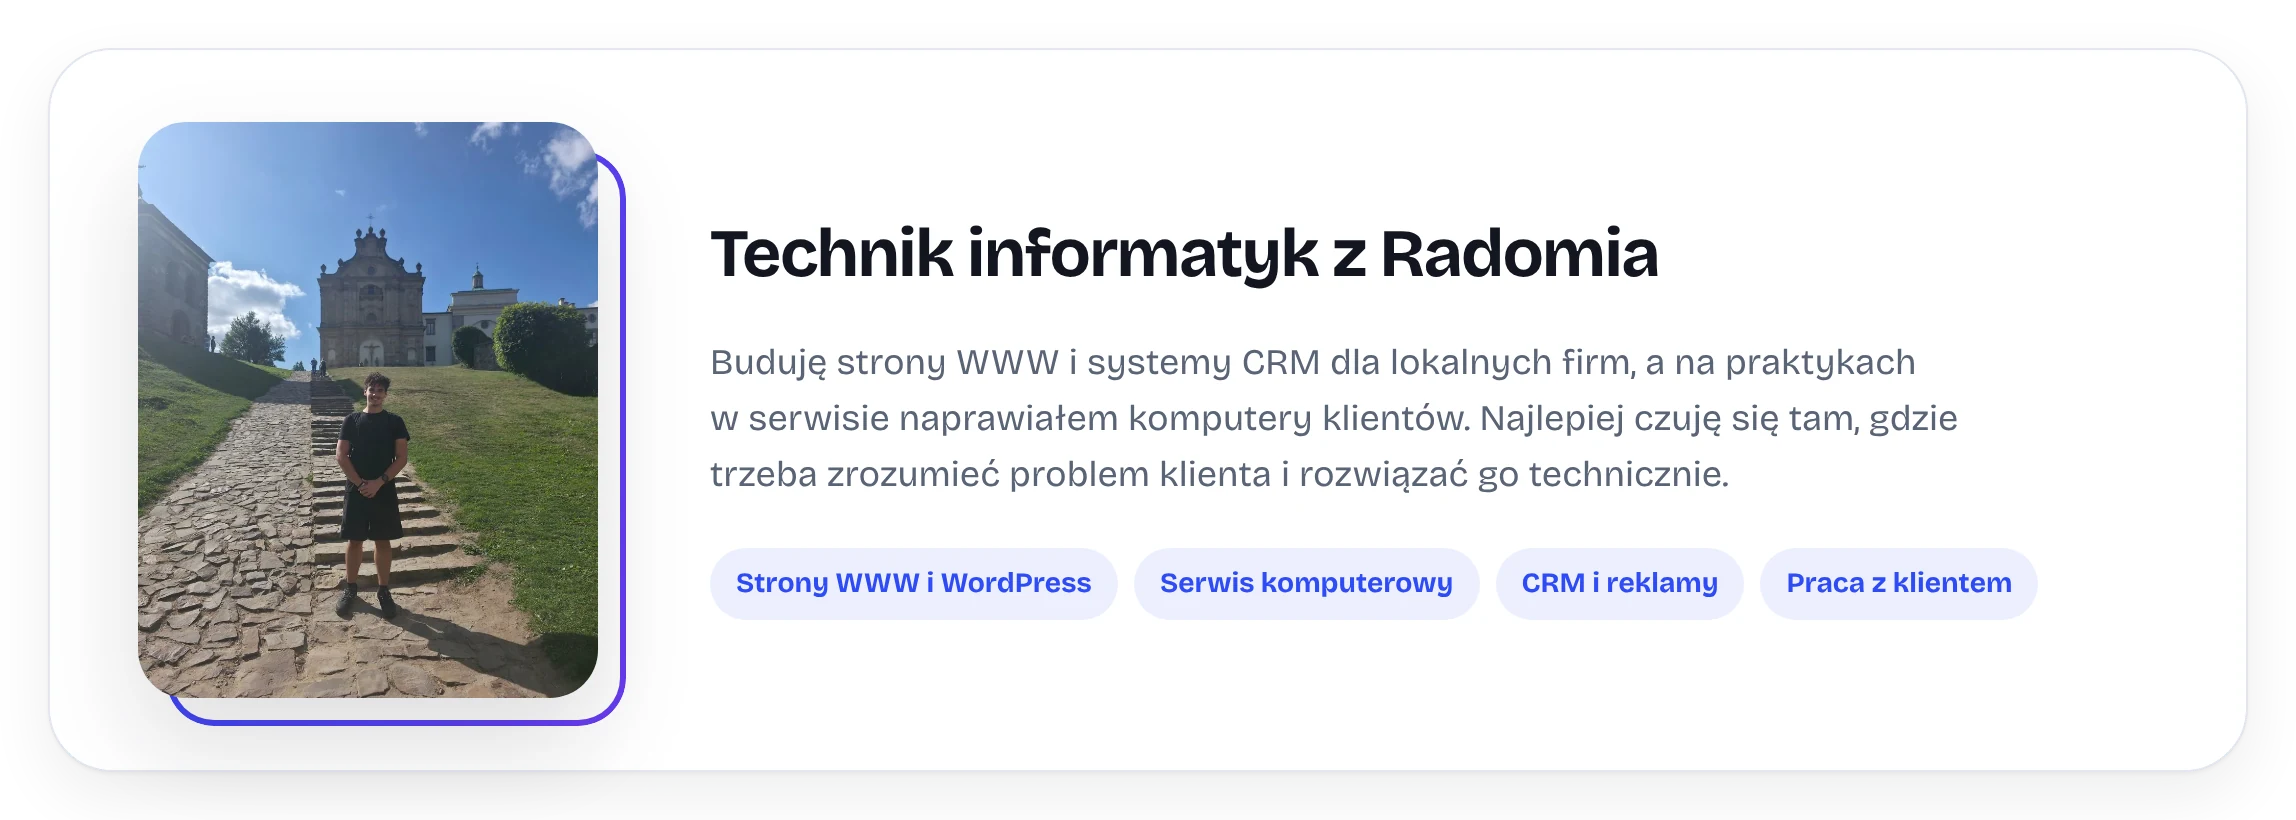 Technik informatyk z Radomia
Buduję strony WWW i systemy CRM dla lokalnych firm, a na praktykach
w serwisie naprawiałem komputery klientów. Najlepiej czuję się tam, gdzie
trzeba zrozumieć problem klienta i rozwiązać go technicznie.
Strony WWW i WordPress
Serwis komputerowy
CRM i reklamy
Praca z klientem